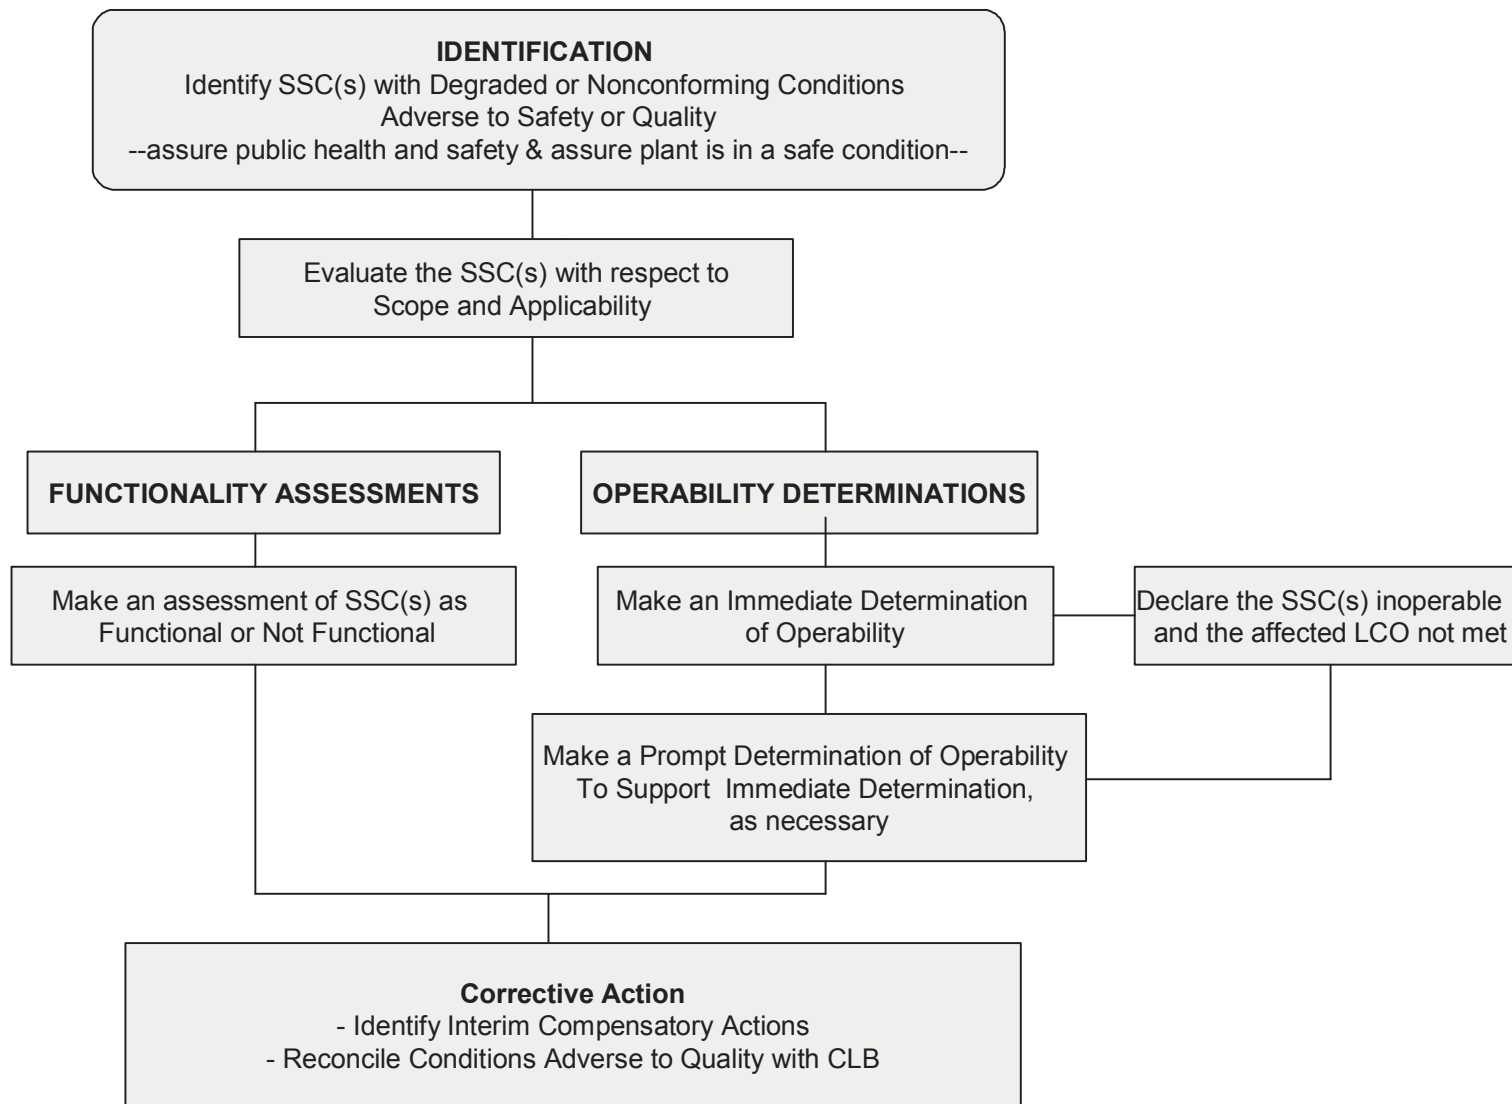 IDENTIFICATION
Identify SSC(s) with Degraded or Nonconforming Conditions
Adverse to Safety or Quality
--assure public health and safety & assure plant is in a safe condition--
Evaluate the SSC(s) with respect to
Scope and Applicability
FUNCTIONALITY ASSESSMENTS
OPERABILITY DETERMINATIONS
Make an assessment of SSC(s) as
Functional or Not Functional
Make an Immediate Determination
of Operability
Declare the SSC(s) inoperable
and the affected LCO not met
Make a Prompt Determination of Operability
To Support Immediate Determination,
as necessary
Corrective Action
- Identify Interim Compensatory Actions
- Reconcile Conditions Adverse to Quality with CLB